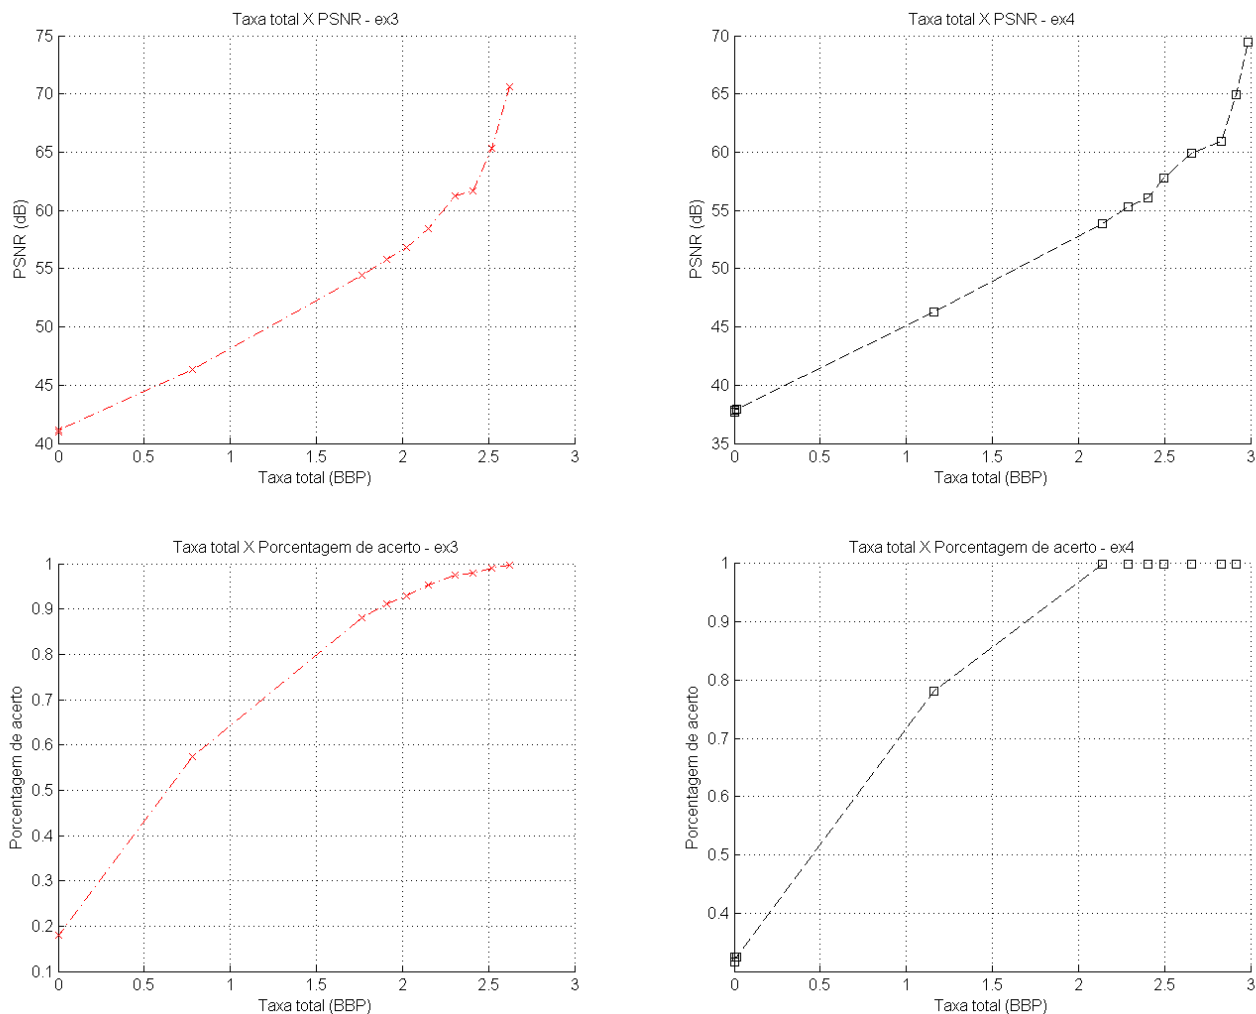 Taxa total X PSNR - ex3
75
70
65
60
55
50
45
40
PSNR (dB)
0 0.5 1 1.5 2 2.5 3
Taxa total (BBP)
Taxa total X PSNR - ex4
70
65
60
55
50
45
40
35
PSNR (dB)
0 0.5 1 1.5 2 2.5 3
Taxa total (BBP)
Taxa total X Porcentagem de acerto - ex3
1
0.9
0.8
0.7
0.6
0.5
0.4
0.3
0.2
0.1
Porcentagem de acerto
0 0.5 1 1.5 2 2.5 3
Taxa total (BBP)
Taxa total X Porcentagem de acerto - ex4
1
0.9
0.8
0.7
0.6
0.5
0.4
Porcentagem de acerto
0 0.5 1 1.5 2 2.5 3
Taxa total (BBP)